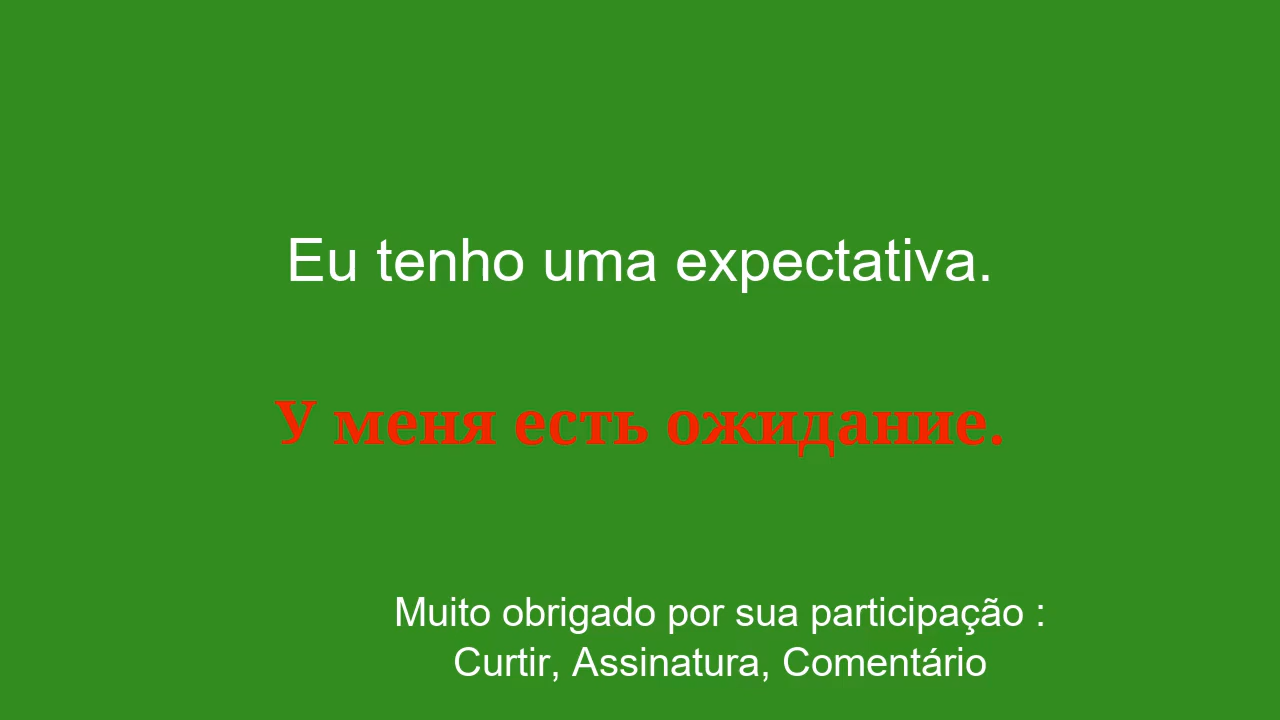 Eu tenho uma expectativa.
У меня есть ожидание.
Muito obrigado por sua participação :
Curtir, Assinatura, Comentário